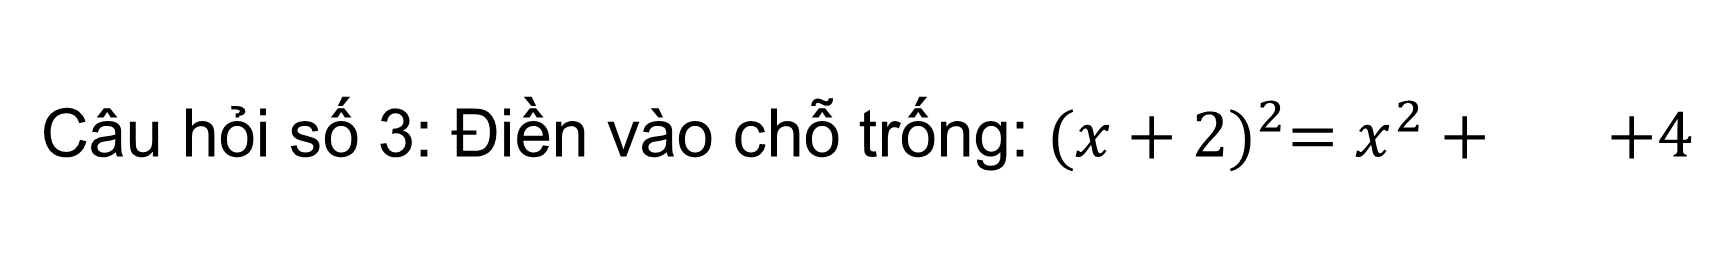 Câu hỏi số 3: Điền vào chỗ trống: (x + 2)²= x² + +4